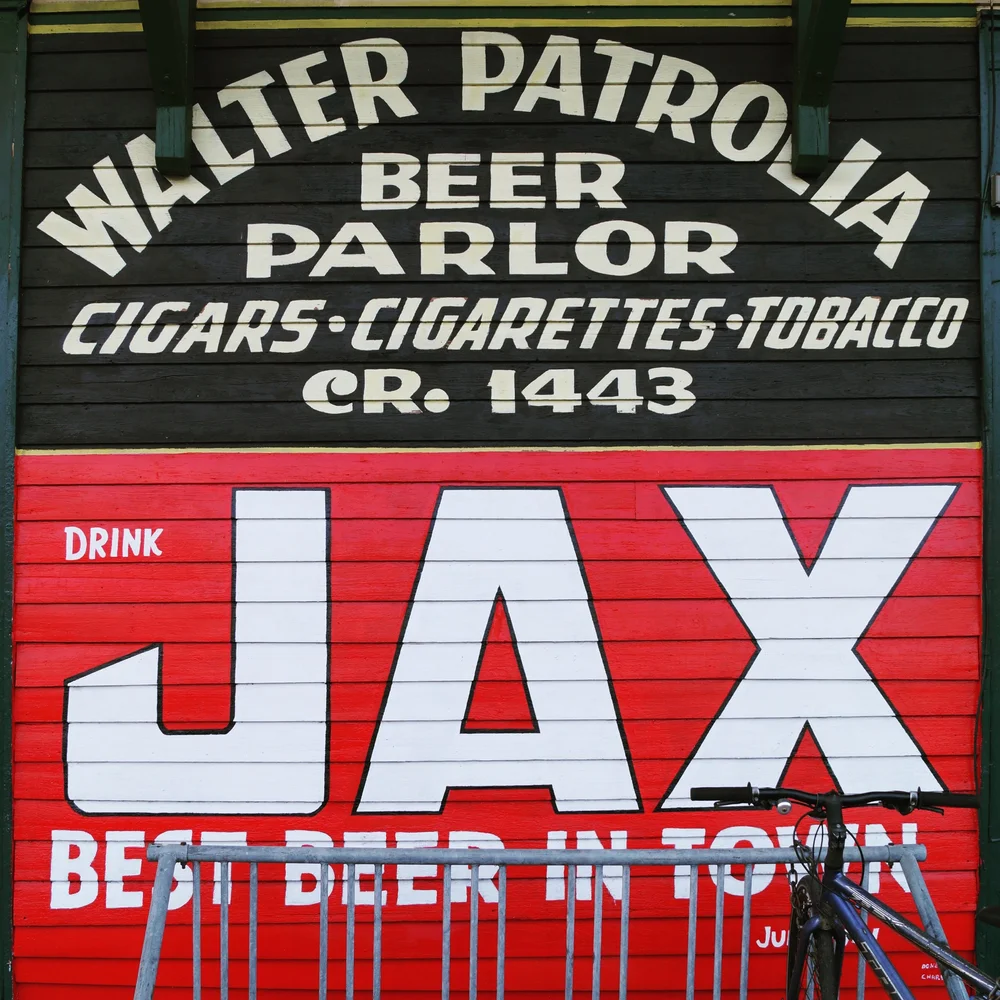 WALTER PATROLIA
BEER
PARLOR
CIGARS · CIGARETTES · TOBACCO
CR. 1443
DRINK
JAX
BEST BEER IN TOWN